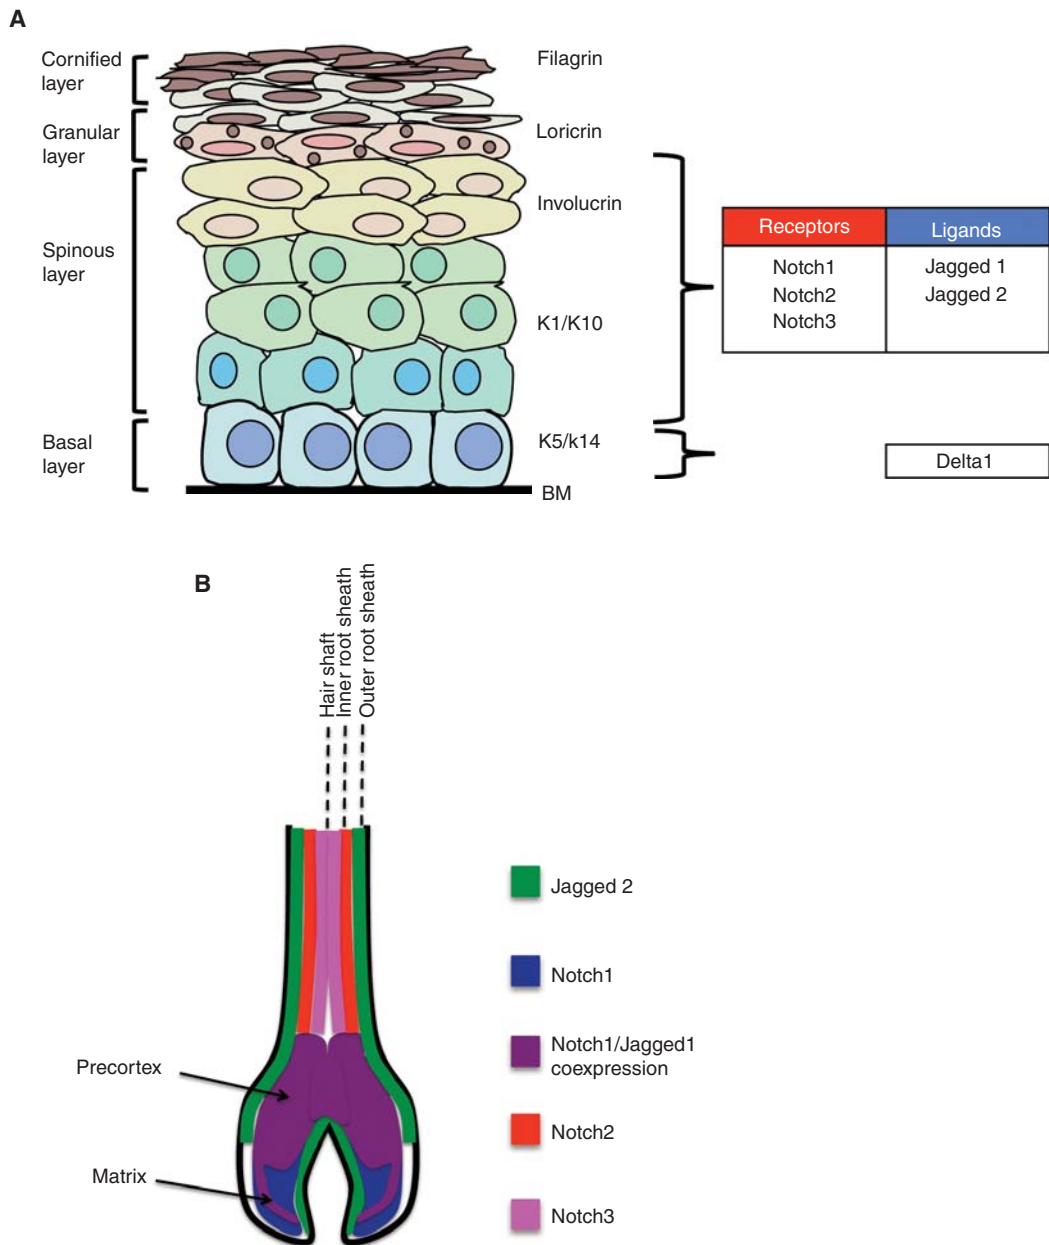 A
Cornified
layer
Filagrin
Granular
layer
Loricrin
Involucrin
Spinous
layer
K1/K10
Basal
layer
K5/k14
BM
Receptors
Ligands
Notch1
Jagged 1
Notch2
Jagged 2
Notch3
Delta1
B
Hair shaft
Inner root sheath
Outer root sheath
Precortex
Matrix
Jagged 2
Notch1
Notch1/Jagged1
coexpression
Notch2
Notch3